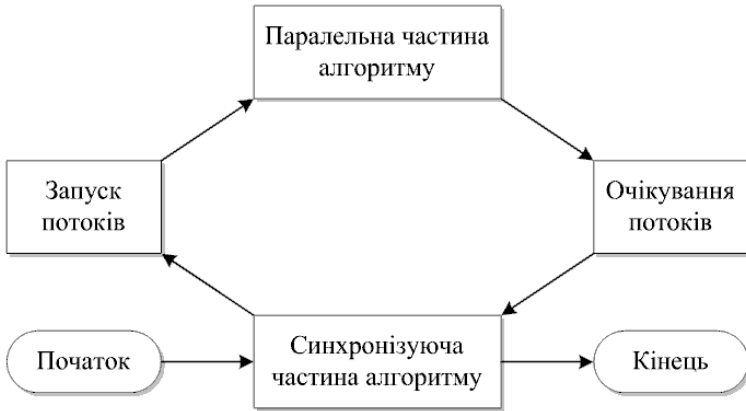 Паралельна частина
алгоритму
Запуск
потоків
Очікування
потоків
Початок
Синхронізуюча
частина алгоритму
Кінець